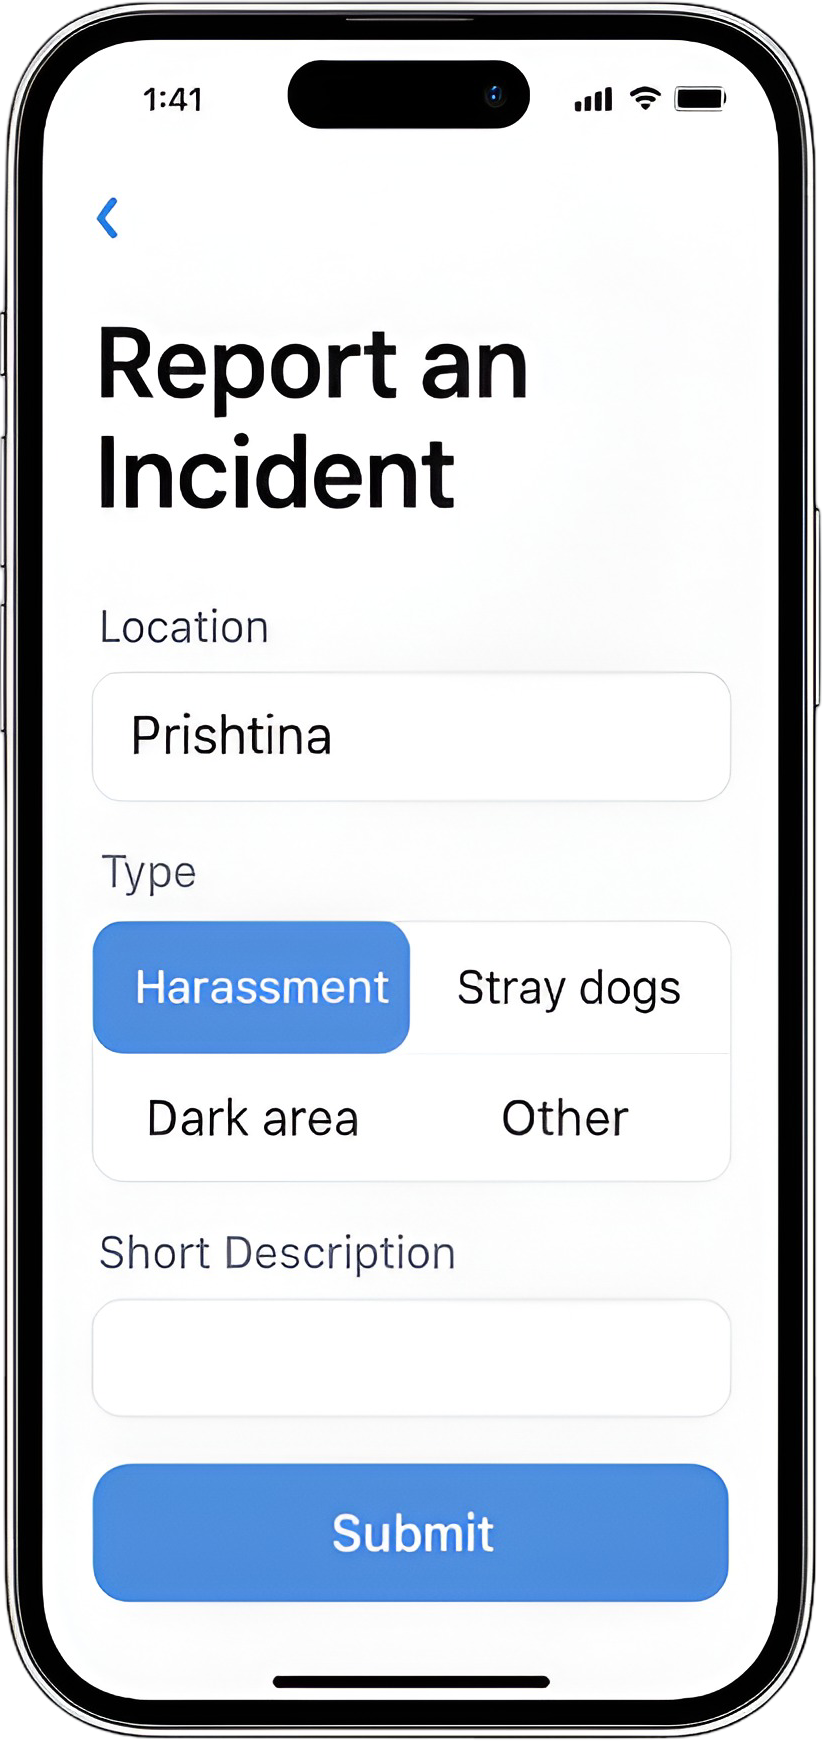 1:41
Report an
Incident
Location
Prishtina
Type
Harassment Stray dogs
Dark area Other
Short Description
Submit